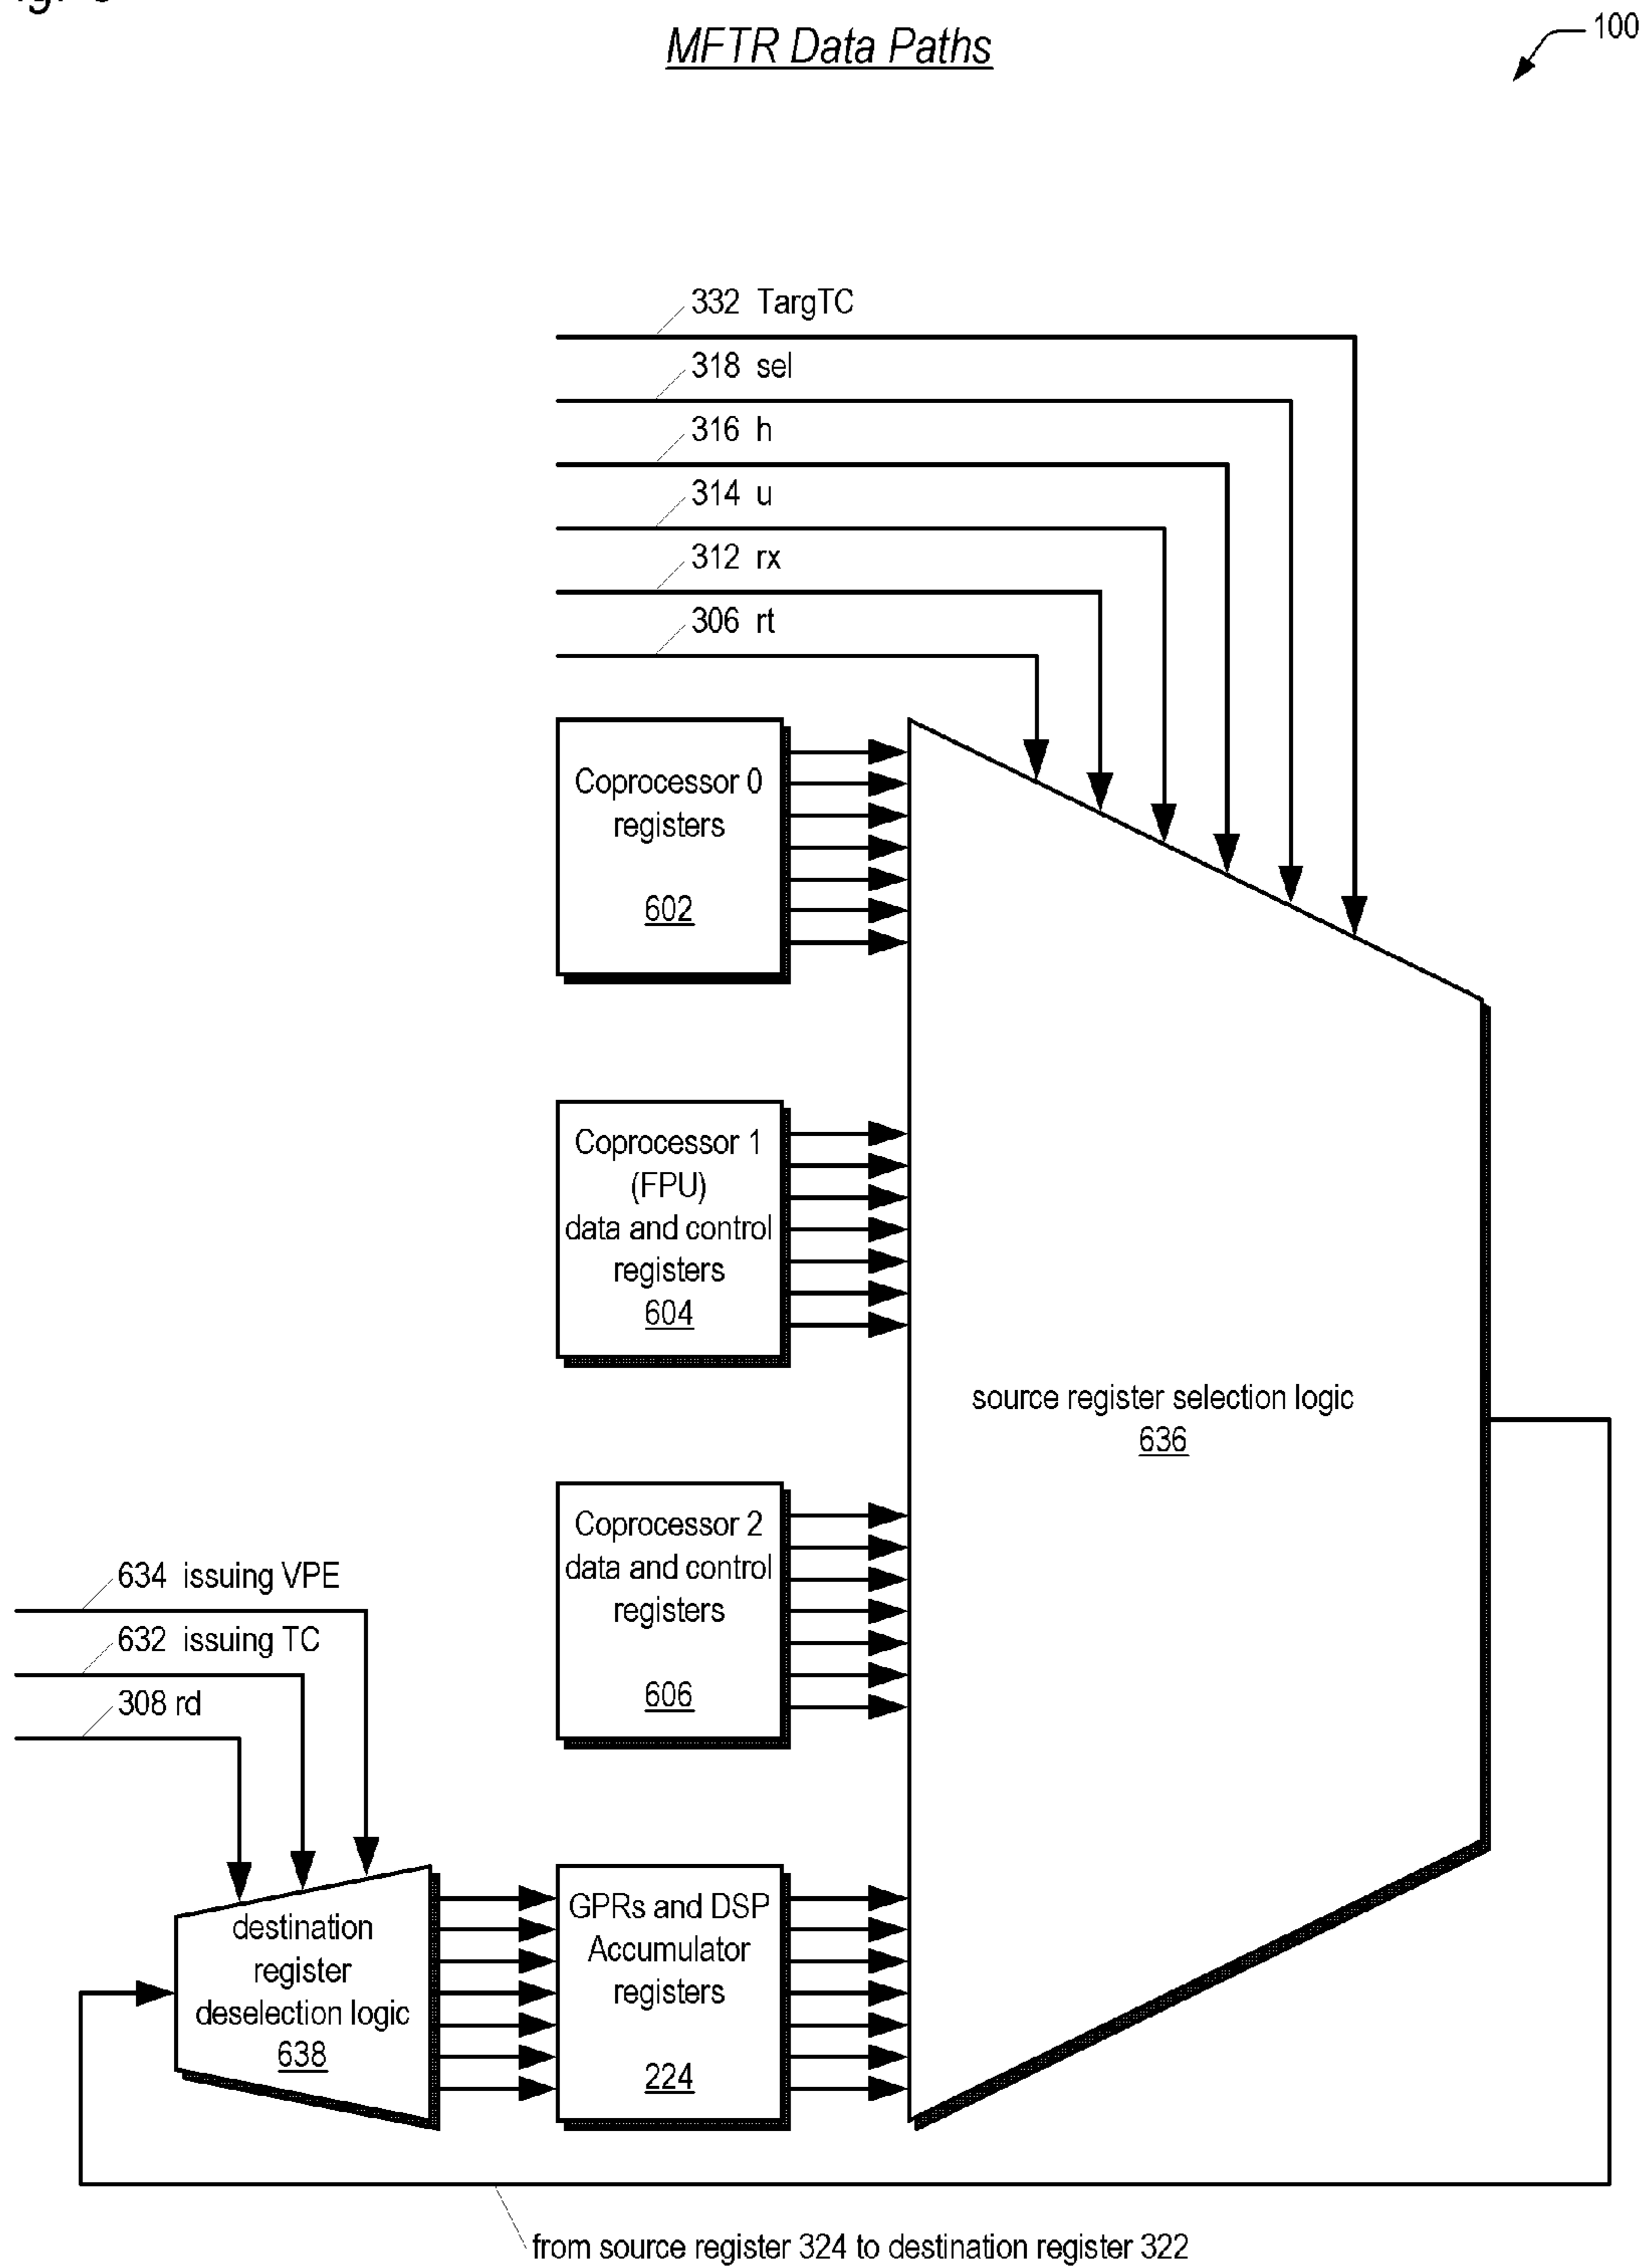 MFTR Data Paths
100
332 TargTC
318 sel
316 h
314 u
312 rx
306 rt
Coprocessor 0
registers
602
Coprocessor 1
(FPU)
data and control
registers
604
source register selection logic
636
Coprocessor 2
data and control
registers
606
634 issuing VPE
632 issuing TC
308 rd
destination
register
deselection logic
638
GPRs and DSP
Accumulator
registers
224
from source register 324 to destination register 322